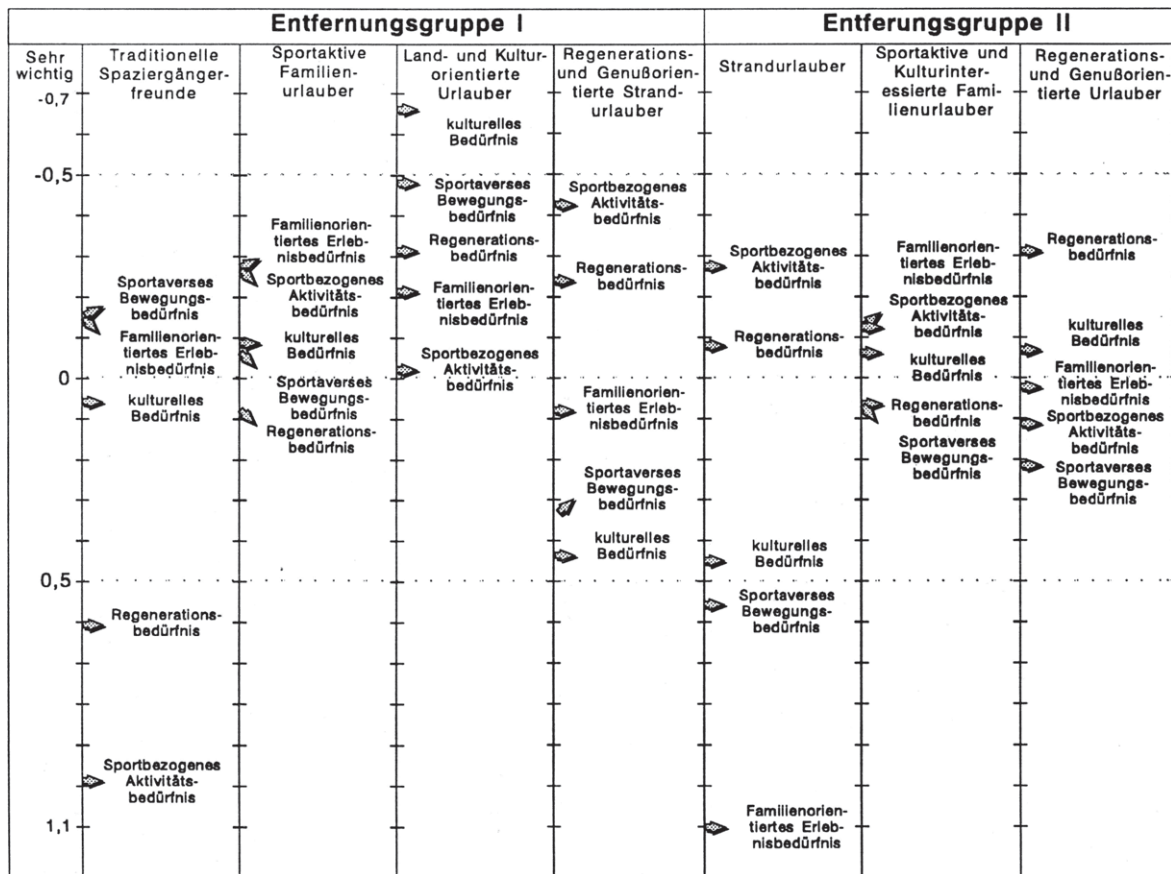 Entfernungsgruppe I
Entferungsgruppe II
Sehr
wichtig
-0,7
-0,5
0
0,5
1,1
Traditionelle
Spaziergänger-
freunde
Sportaverses
Bewegungs-
bedürfnis
Familienorien-
tiertes Erleb-
nisbedürfnis
kulturelles
Bedürfnis
Regenerations-
bedürfnis
Sportbezogenes
Aktivitäts-
bedürfnis
Sportaktive
Familien-
urlauber
Familienorien-
tiertes Erleb-
nisbedürfnis
Sportbezogenes
Aktivitäts-
bedürfnis
kulturelles
Bedürfnis
Sportaverses
Bewegungs-
bedürfnis
Regenerations-
bedürfnis
Land- und Kultur-
orientierte
Urlauber
kulturelles
Bedürfnis
Sportaverses
Bewegungs-
bedürfnis
Regenerations-
bedürfnis
Familienorien-
tiertes Erleb-
nisbedürfnis
Sportbezogenes
Aktivitäts-
bedürfnis
Regenerations-
und Genußorien-
tierte Strand-
urlauber
Sportbezogenes
Aktivitäts-
bedürfnis
Regenerations-
bedürfnis
Familienorien-
tiertes Erleb-
nisbedürfnis
Sportaverses
Bewegungs-
bedürfnis
kulturelles
Bedürfnis
Strandurlauber
Sportbezogenes
Aktivitäts-
bedürfnis
Regenerations-
bedürfnis
kulturelles
Bedürfnis
Sportaverses
Bewegungs-
bedürfnis
Familienorien-
tiertes Erleb-
nisbedürfnis
Sportaktive und
Kulturinter-
essierte Fami-
lienurlauber
Familienorien-
tiertes Erleb-
nisbedürfnis
Sportbezogenes
Aktivitäts-
bedürfnis
kulturelles
Bedürfnis
Regenerations-
bedürfnis
Sportaverses
Bewegungs-
bedürfnis
Regenerations-
und Genußorien-
tierte Urlauber
Regenerations-
bedürfnis
kulturelles
Bedürfnis
Familienorien-
tiertes Erleb-
nisbedürfnis
Sportbezogenes
Aktivitäts-
bedürfnis
Sportaverses
Bewegungs-
bedürfnis